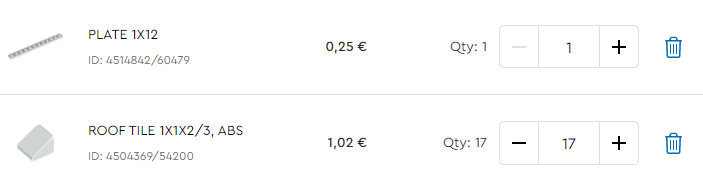 PLATE 1X12
0,25 €
Qty: 1
− 1 +
ID: 4514842/60479
ROOF TILE 1X1X2/3, ABS
1,02 €
Qty: 17
− 17 +
ID: 4504369/54200